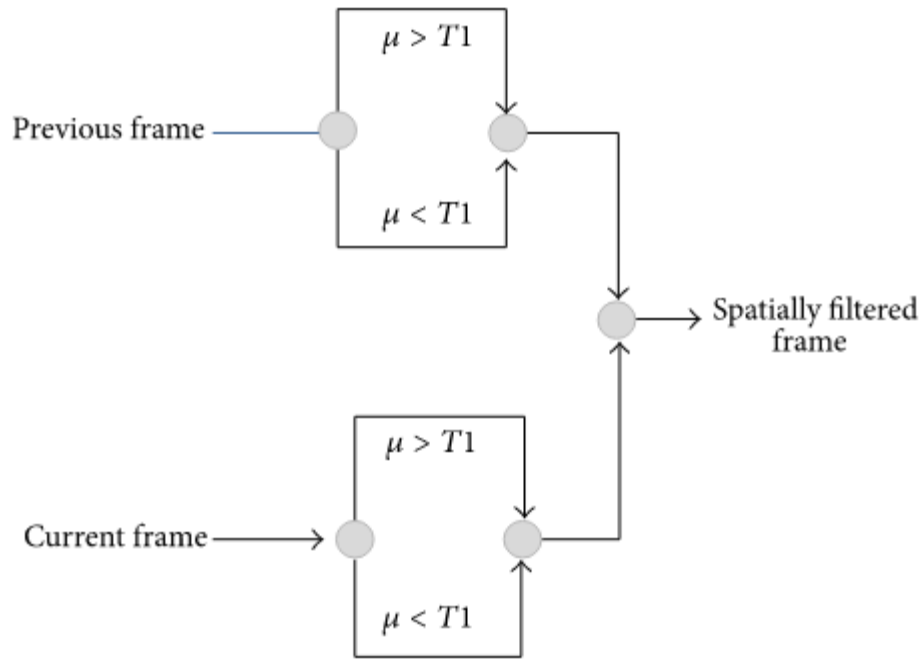 μ > T1
Previous frame
μ < T1
Spatially filtered
frame
μ > T1
Current frame
μ < T1